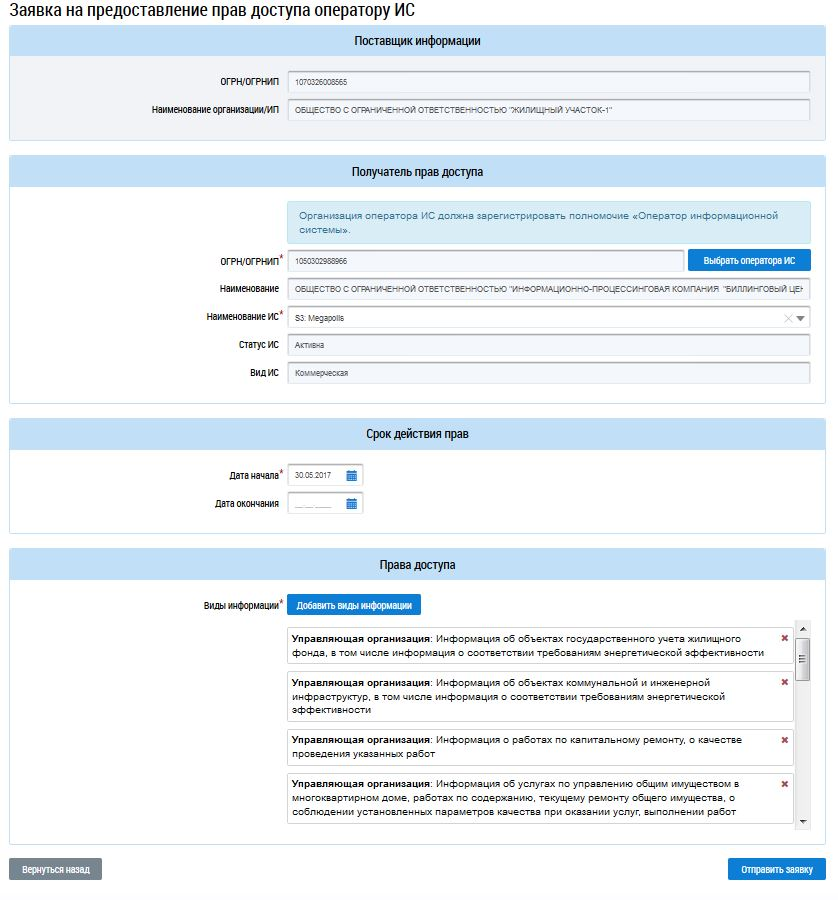 Заявка на предоставление прав доступа оператору ИС
Поставщик информации
ОГРН/ОГРНИП 1070326008565
Наименование организации/ИП ОБЩЕСТВО С ОГРАНИЧЕННОЙ ОТВЕТСТВЕННОСТЬЮ "ЖИЛИЩНЫЙ УЧАСТОК-1"
Получатель прав доступа
Организация оператора ИС должна зарегистрировать полномочие «Оператор информационной
системы».
ОГРН/ОГРНИП* 1050302988966 Выбрать оператора ИС
Наименование ОБЩЕСТВО С ОГРАНИЧЕННОЙ ОТВЕТСТВЕННОСТЬЮ "ИНФОРМАЦИОННО-ПРОЦЕССИНГОВАЯ КОМПАНИЯ "БИЛЛИНГОВЫЙ ЦЕН
Наименование ИС* S3: Megapolis
Статус ИС Активна
Вид ИС Коммерческая
Срок действия прав
Дата начала* 30.05.2017
Дата окончания __.__.____
Права доступа
Виды информации* Добавить виды информации
Управляющая организация: Информация об объектах государственного учета жилищного
фонда, в том числе информация о соответствии требованиям энергетической эффективности
Управляющая организация: Информация об объектах коммунальной и инженерной
инфраструктур, в том числе информация о соответствии требованиям энергетической
эффективности
Управляющая организация: Информация о работах по капитальному ремонту, о качестве
проведения указанных работ
Управляющая организация: Информация об услугах по управлению общим имуществом в
многоквартирном доме, работах по содержанию, текущему ремонту общего имущества, о
соблюдении установленных параметров качества при оказании услуг, выполнении работ
Вернуться назад Отправить заявку